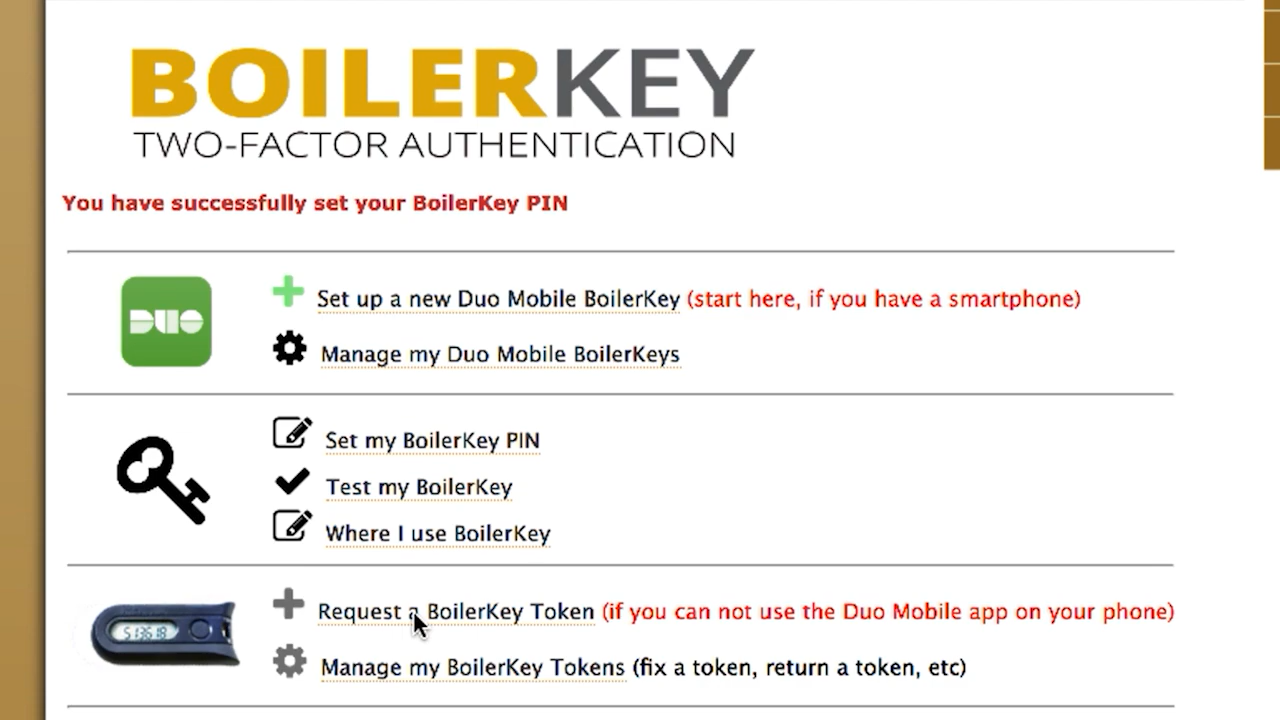 BOILERKEY
TWO-FACTOR AUTHENTICATION
You have successfully set your BoilerKey PIN
DUO
Set up a new Duo Mobile BoilerKey (start here, if you have a smartphone)
Manage my Duo Mobile BoilerKeys
Set my BoilerKey PIN
Test my BoilerKey
Where I use BoilerKey
Request a BoilerKey Token (if you can not use the Duo Mobile app on your phone)
Manage my BoilerKey Tokens (fix a token, return a token, etc)